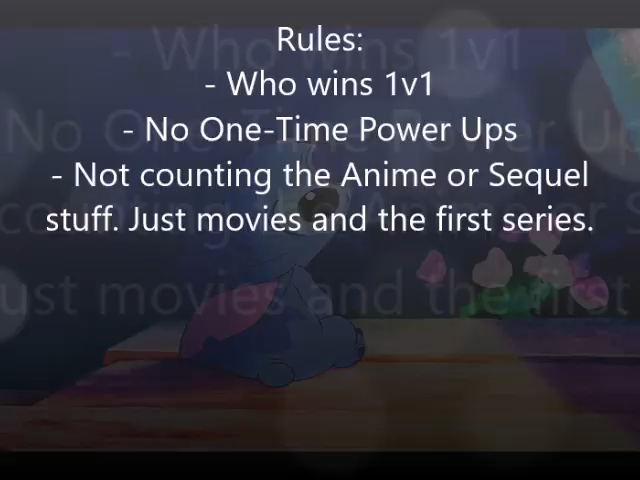 Rules:
- Who wins 1v1
- No One-Time Power Ups
- Not counting the Anime or Sequel
stuff. Just movies and the first series.